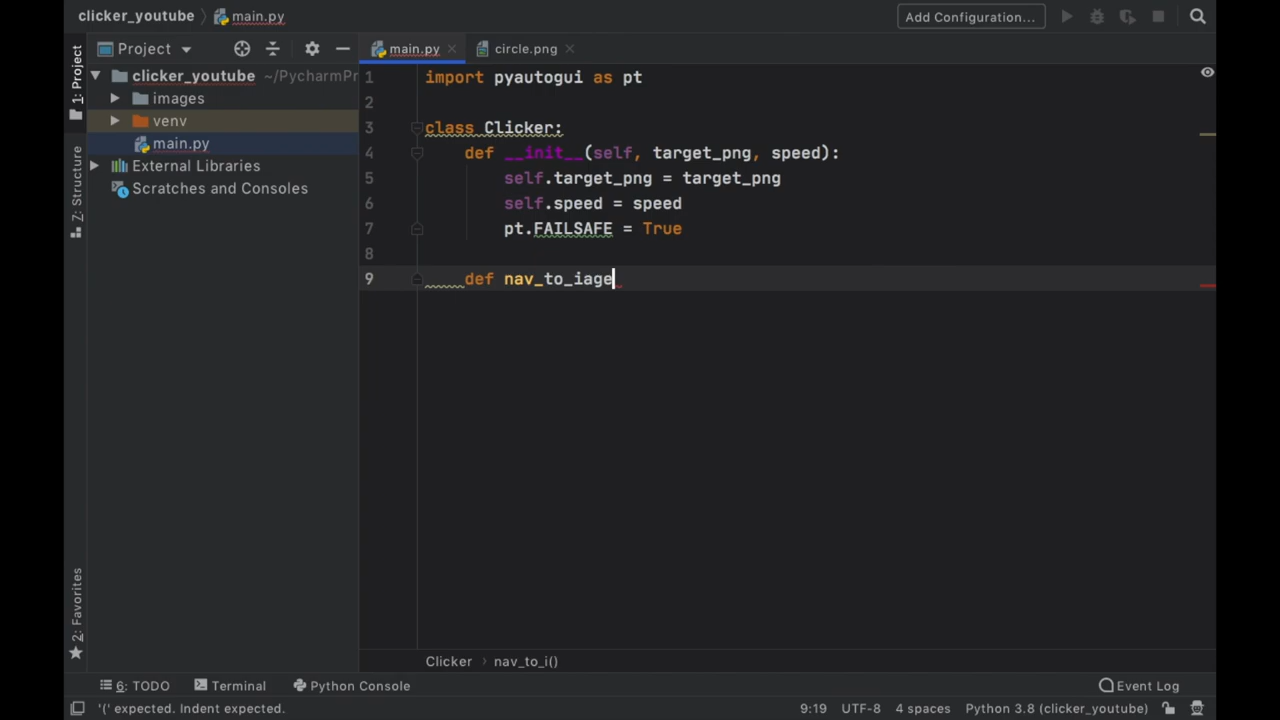 clicker_youtube main.py
Add Configuration...
Project
main.py
circle.png
1: Project
clicker_youtube ~/PycharmPr
images
venv
main.py
External Libraries
Scratches and Consoles
7: Structure
2: Favorites
1 import pyautogui as pt
2
3 class Clicker:
4 def __init__(self, target_png, speed):
5 self.target_png = target_png
6 self.speed = speed
7 pt.FAILSAFE = True
8
9 def nav_to_iage
Clicker › nav_to_i()
6: TODO Terminal Python Console Event Log
'(' expected. Indent expected. 9:19 UTF-8 4 spaces Python 3.8 (clicker_youtube)